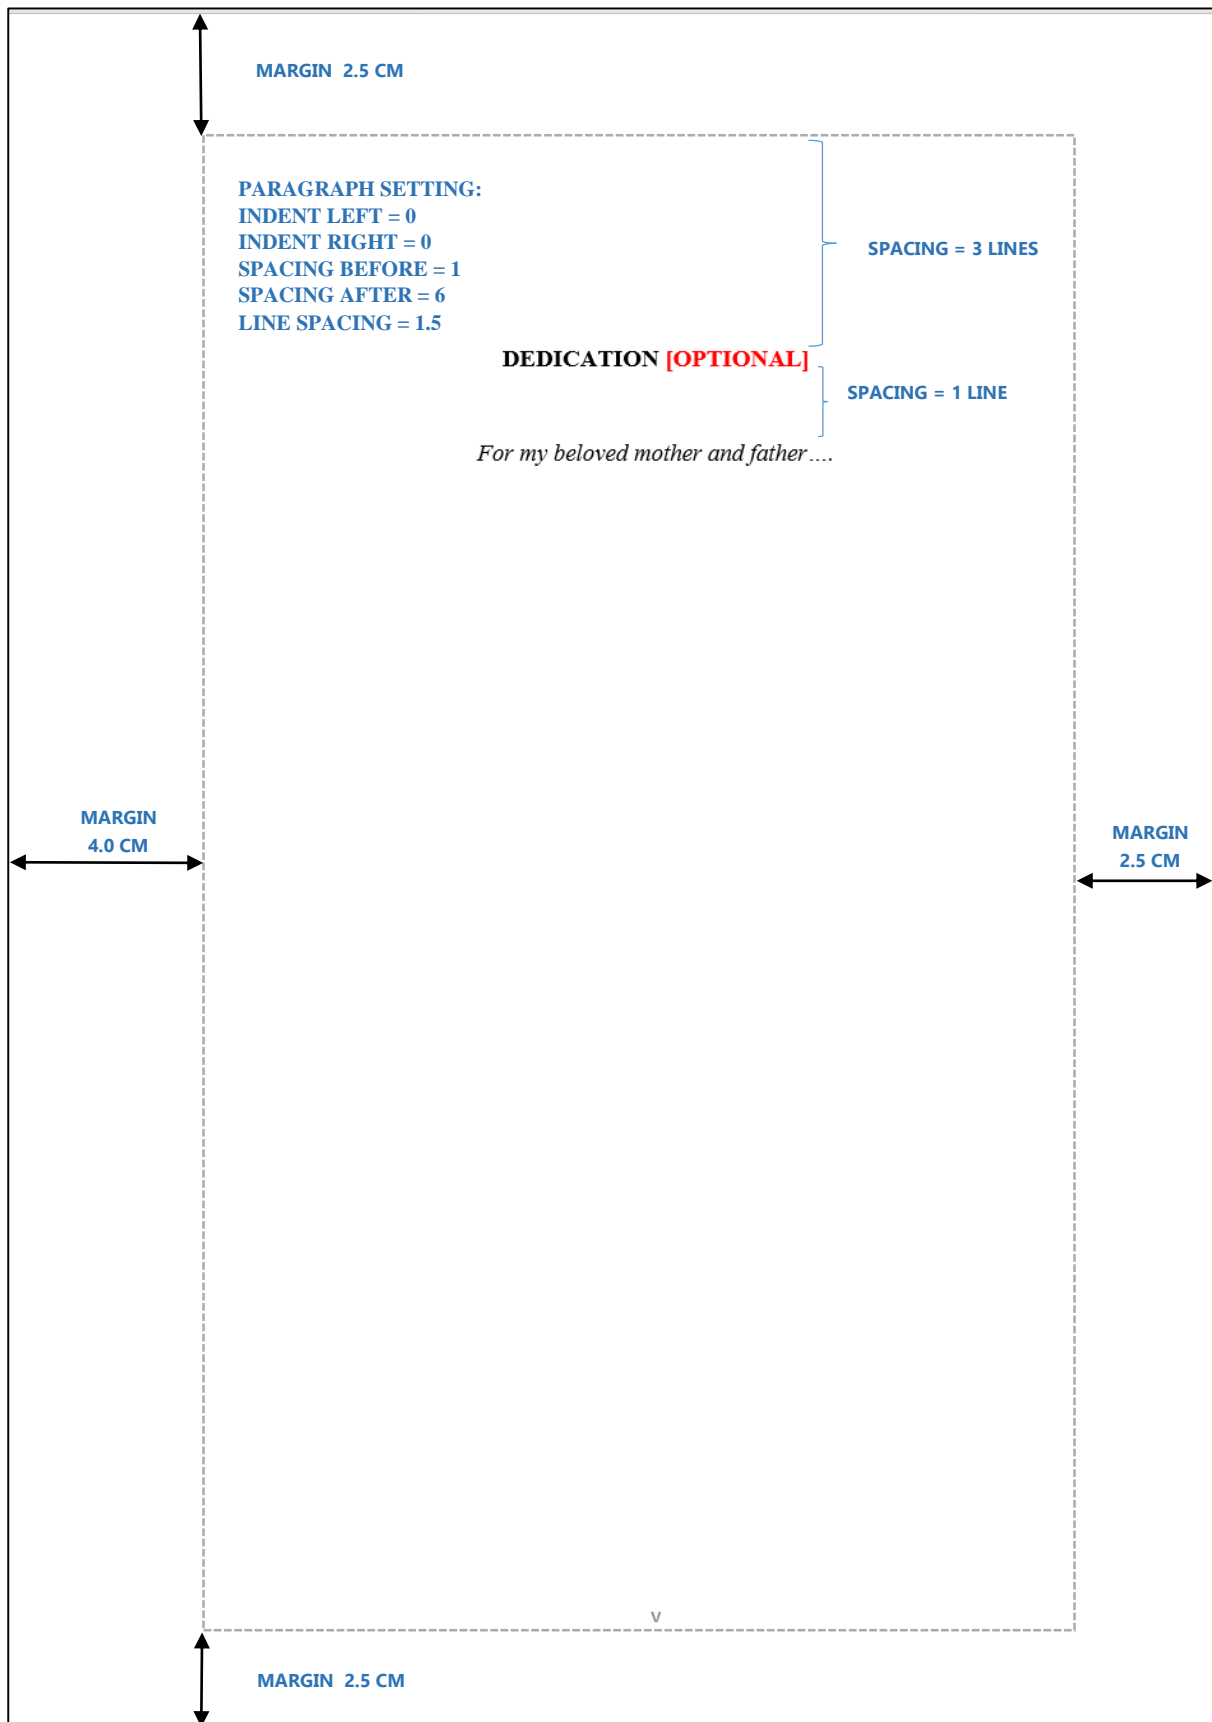 MARGIN 2.5 CM
PARAGRAPH SETTING:
INDENT LEFT = 0
INDENT RIGHT = 0
SPACING BEFORE = 1
SPACING AFTER = 6
LINE SPACING = 1.5
SPACING = 3 LINES
DEDICATION [OPTIONAL]
SPACING = 1 LINE
For my beloved mother and father....
MARGIN
4.0 CM
MARGIN
2.5 CM
v
MARGIN 2.5 CM